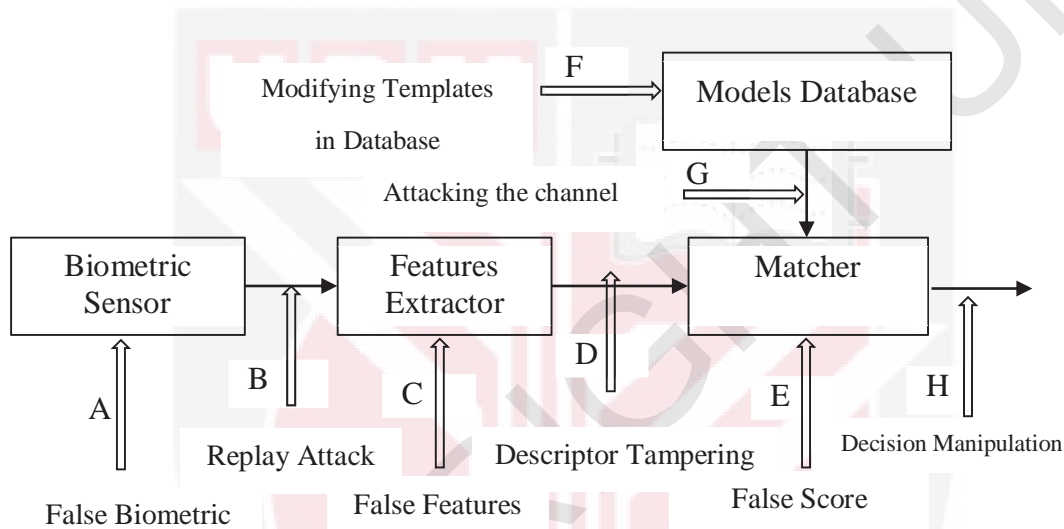 F
Modifying Templates
in Database
Models Database
Attacking the channel
G
Biometric
Sensor
Features
Extractor
Matcher
A
B
C
D
E
H
Replay Attack
Descriptor Tampering
Decision Manipulation
False Biometric
False Features
False Score